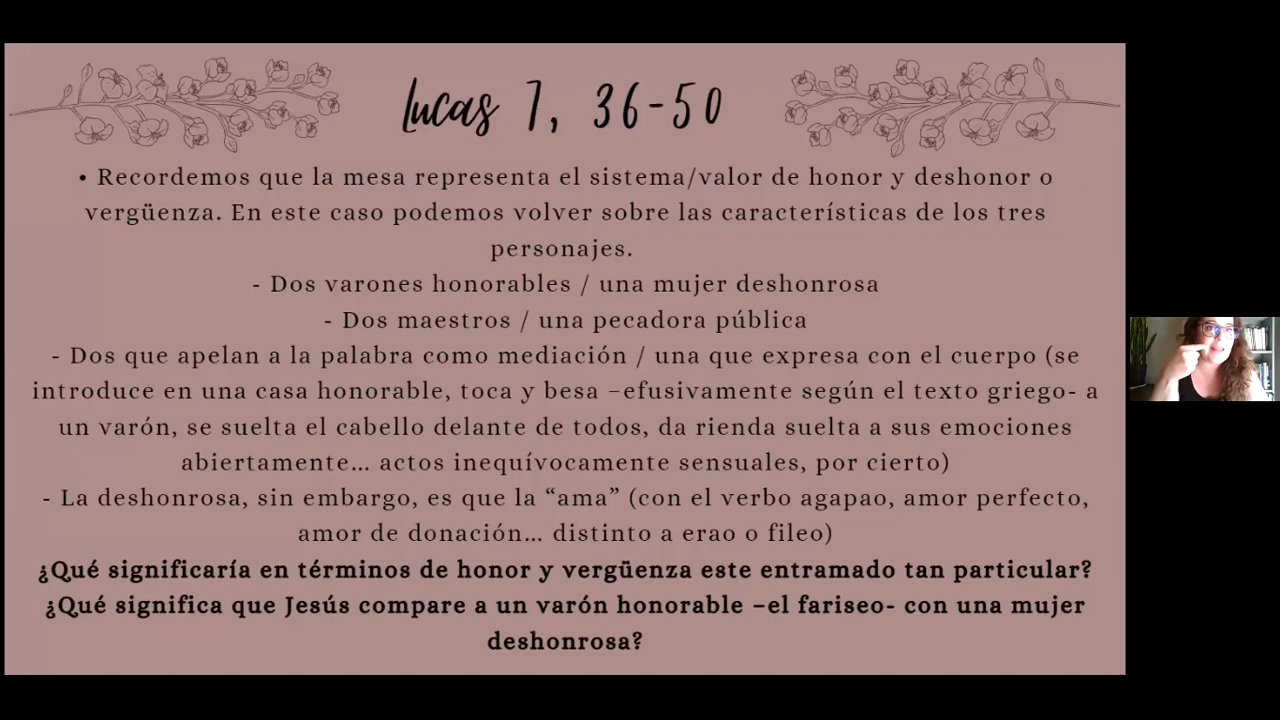 Lucas 7, 36-50
• Recordemos que la mesa representa el sistema/valor de honor y deshonor o
vergüenza. En este caso podemos volver sobre las características de los tres
personajes.
- Dos varones honorables / una mujer deshonrosa
- Dos maestros / una pecadora pública
- Dos que apelan a la palabra como mediación / una que expresa con el cuerpo (se
introduce en una casa honorable, toca y besa –efusivamente según el texto griego- a
un varón, se suelta el cabello delante de todos, da rienda suelta a sus emociones
abiertamente... actos inequívocamente sensuales, por cierto)
- La deshonrosa, sin embargo, es que la “ama” (con el verbo agapao, amor perfecto,
amor de donación... distinto a erao o fileo)
¿Qué significaría en términos de honor y vergüenza este entramado tan particular?
¿Qué significa que Jesús compare a un varón honorable –el fariseo- con una mujer
deshonrosa?